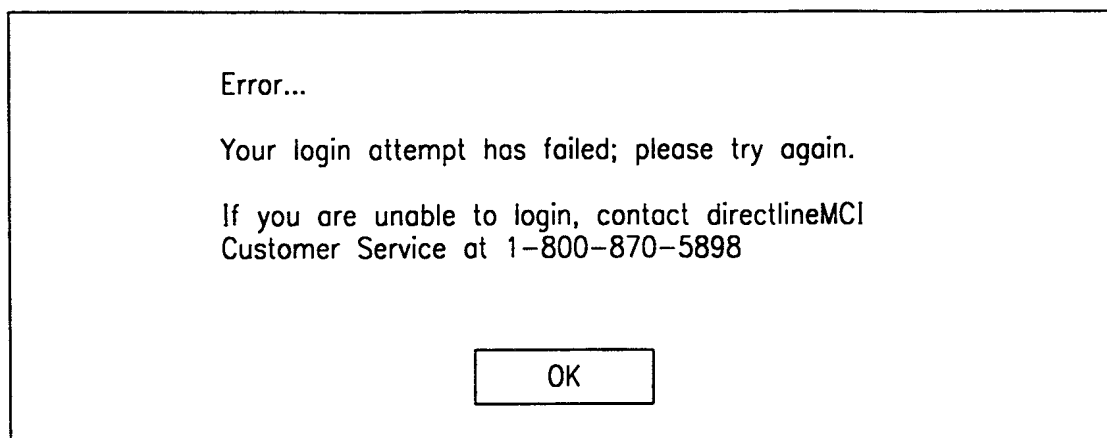 Error...
Your login attempt has failed; please try again.
If you are unable to login, contact directlineMCI
Customer Service at 1-800-870-5898
OK